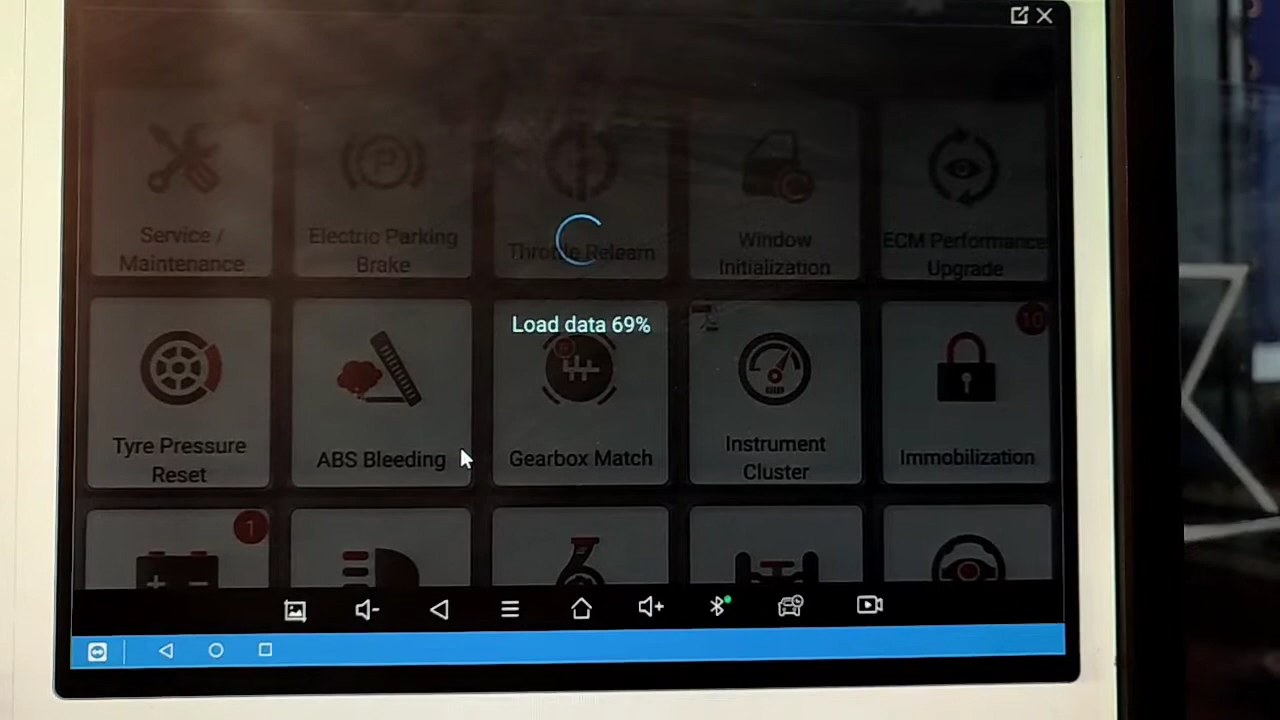 Service /
Maintenance
Electric Parking
Brake
Throttle Relearn
Window
Initialization
ECM Performance
Upgrade
Load data 69%
10
Tyre Pressure
Reset
ABS Bleeding
Gearbox Match
Instrument
Cluster
Immobilization
1